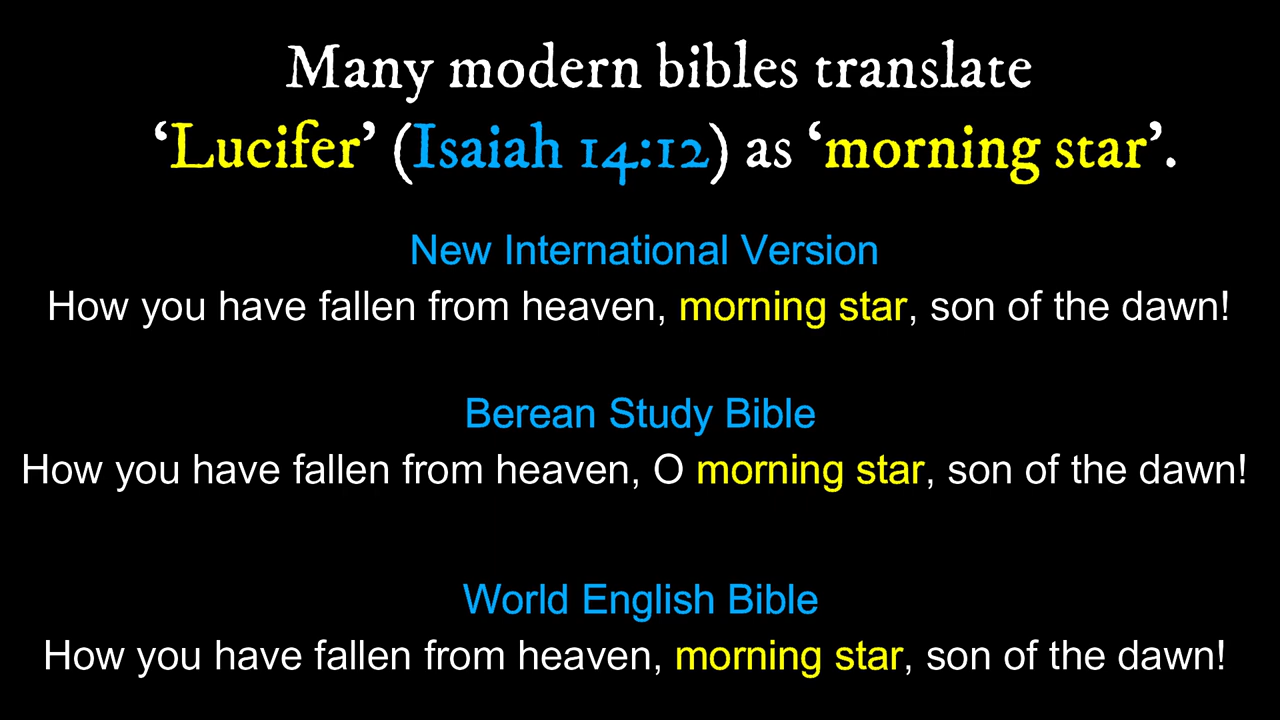 Many modern bibles translate
‘Lucifer’ (Isaiah 14:12) as ‘morning star’.
New International Version
How you have fallen from heaven, morning star, son of the dawn!
Berean Study Bible
How you have fallen from heaven, O morning star, son of the dawn!
World English Bible
How you have fallen from heaven, morning star, son of the dawn!